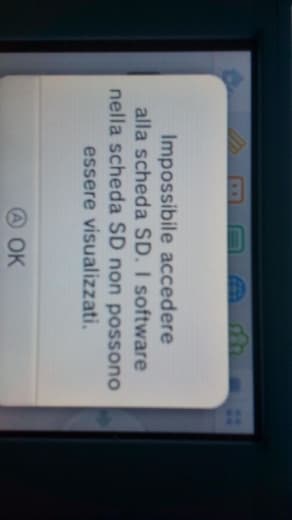 Impossibile accedere
alla scheda SD. I software
nella scheda SD non possono
essere visualizzati.
Ⓐ OK